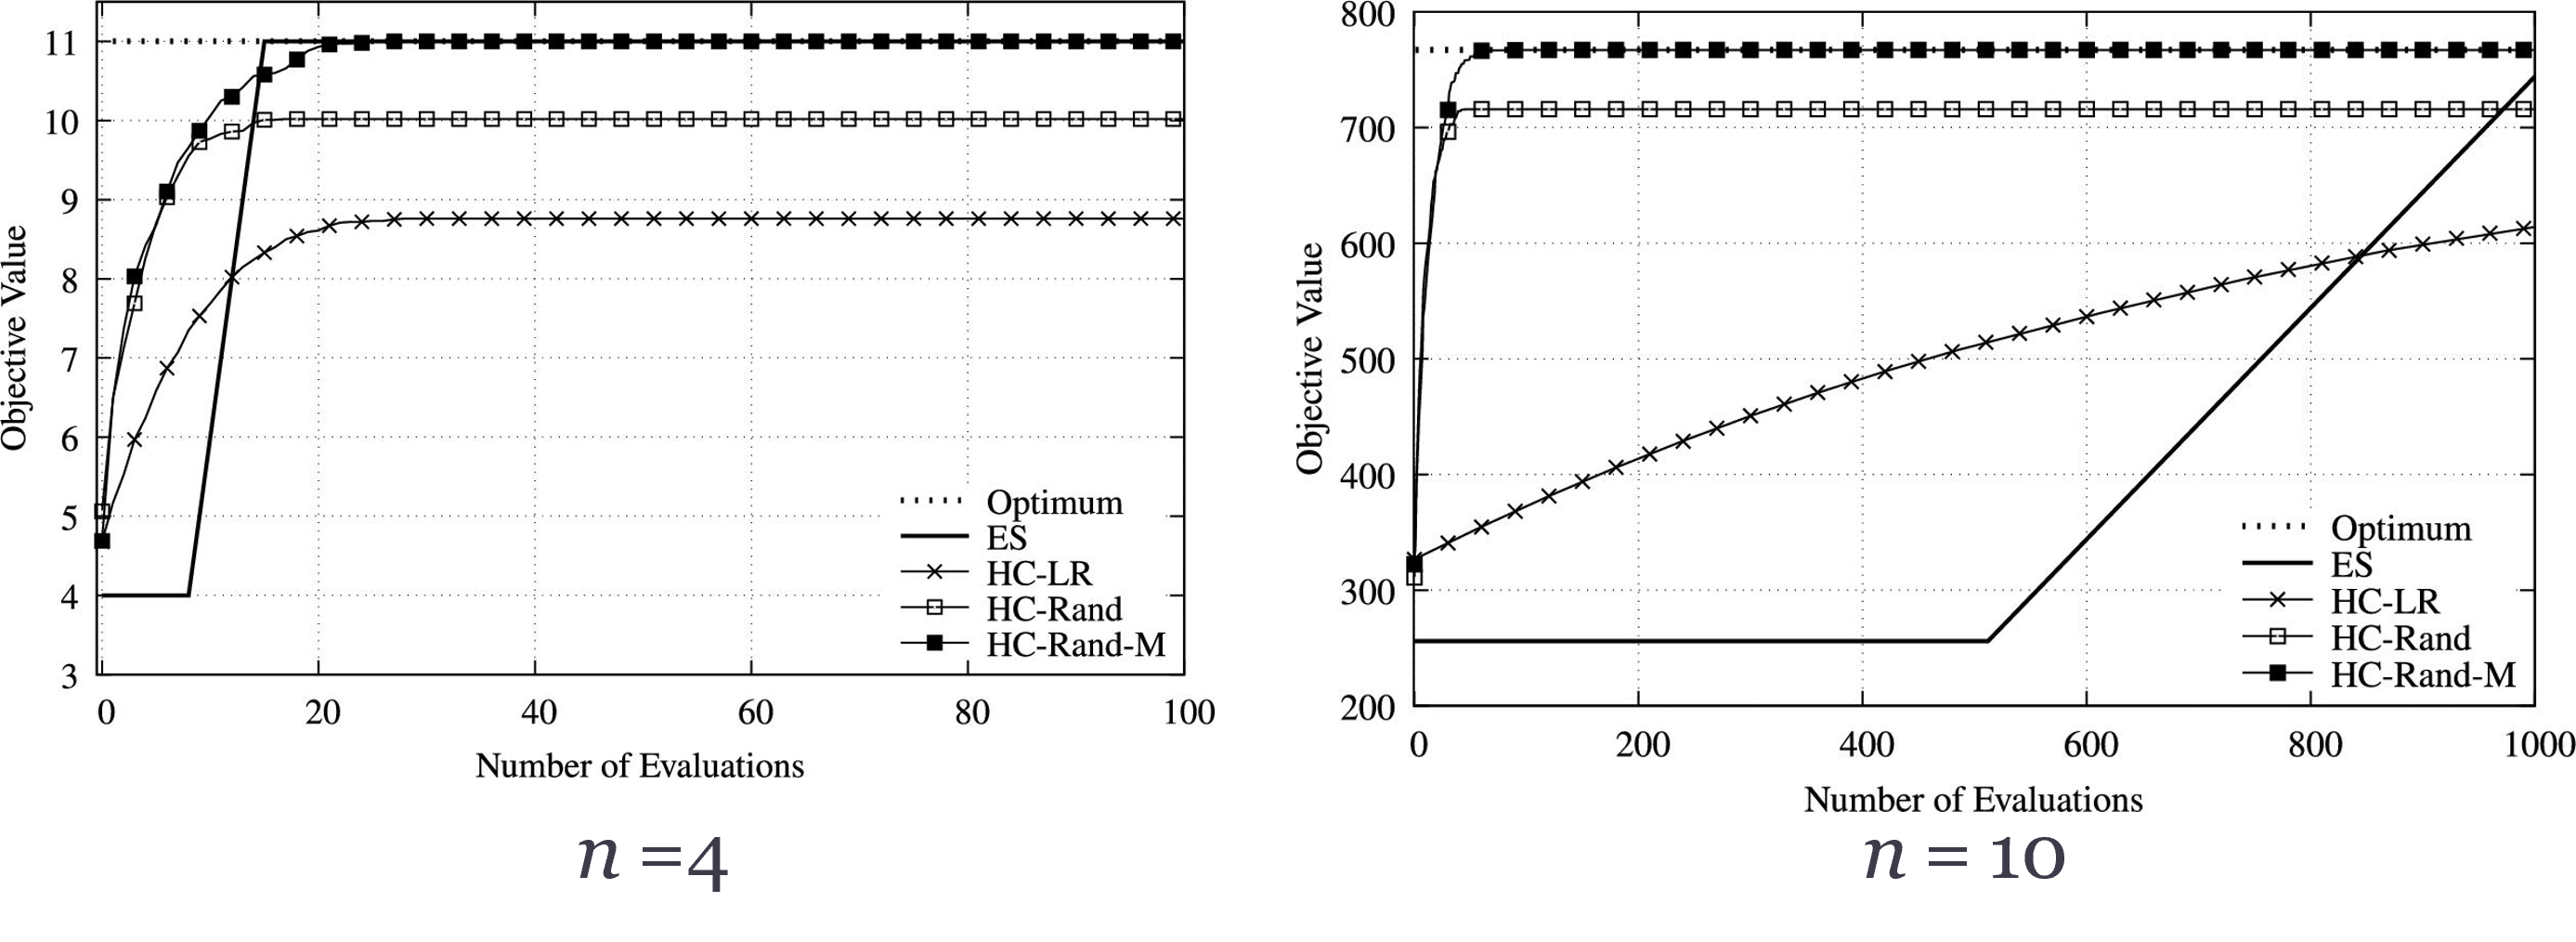 11
10
9
8
7
6
5
4
3
Objective Value
0 20 40 60 80 100
Number of Evaluations
Optimum
ES
HC-LR
HC-Rand
HC-Rand-M
n =4
800
700
600
500
400
300
200
Objective Value
0 200 400 600 800 1000
Number of Evaluations
Optimum
ES
HC-LR
HC-Rand
HC-Rand-M
n = 10